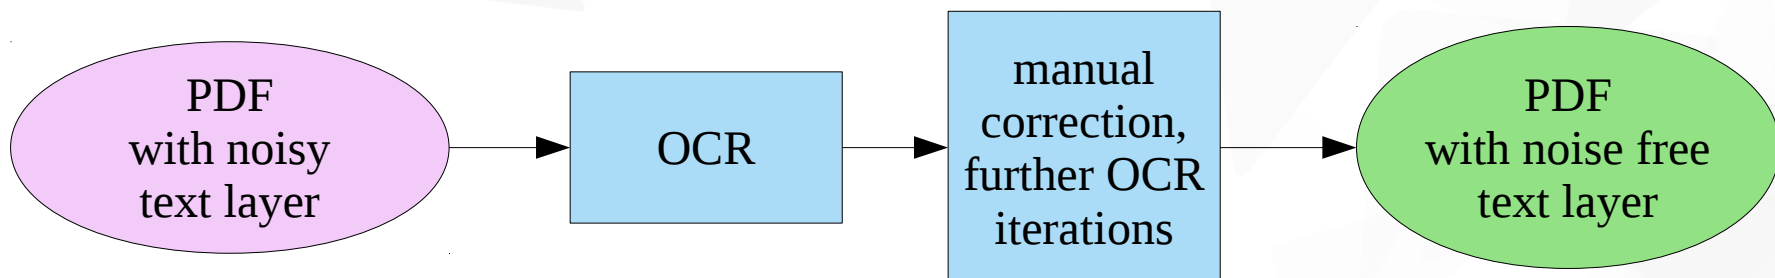 PDF
with noisy
text layer
OCR
manual
correction,
further OCR
iterations
PDF
with noise free
text layer